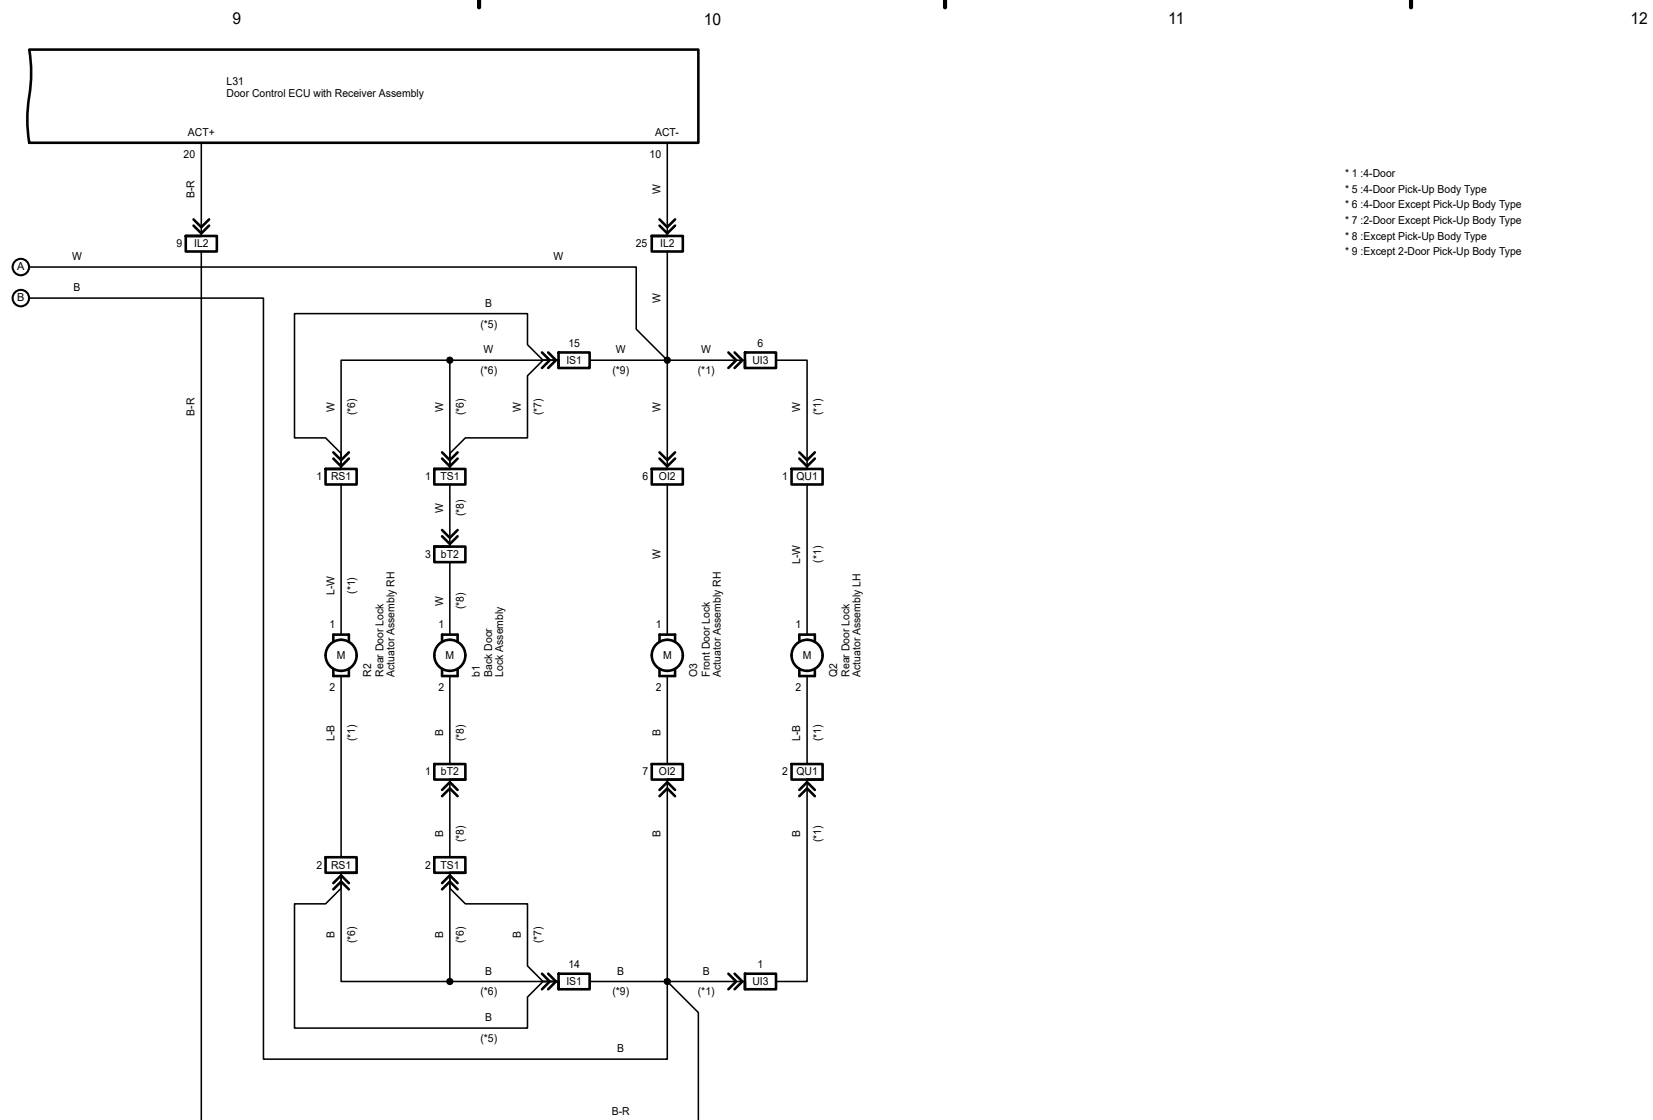 9 10 11 12
L31
Door Control ECU with Receiver Assembly
ACT+ ACT-
20 10
B-R W
* 1 :4-Door
* 5 :4-Door Pick-Up Body Type
* 6 :4-Door Except Pick-Up Body Type
* 7 :2-Door Except Pick-Up Body Type
* 8 :Except Pick-Up Body Type
* 9 :Except 2-Door Pick-Up Body Type
9 IL2 25 IL2
A W W
B B W
B
(*5)
15 6
W IS1 W W UI3
(*6) (*9) (*1)
B-R W (*6) W (*6) W (*7) W W (*1)
1 RS1 1 TS1 6 OI2 1 QU1
W (*8)
3 bT2 W L-W (*1)
L-W (*1) W (*8)
1 1 1 1
M M M M
2 2 2 2
R2
Rear Door Lock
Actuator Assembly RH
b1
Back Door
Lock Assembly
O3
Front Door Lock
Actuator Assembly RH
Q2
Rear Door Lock
Actuator Assembly LH
L-B (*1) B (*8) B L-B (*1)
1 bT2 7 OI2 2 QU1
B (*8) B B (*1)
2 RS1 2 TS1
B (*6) B (*6) B (*7)
14 1
B IS1 B B UI3
(*6) (*9) (*1)
B
(*5)
B
B-R